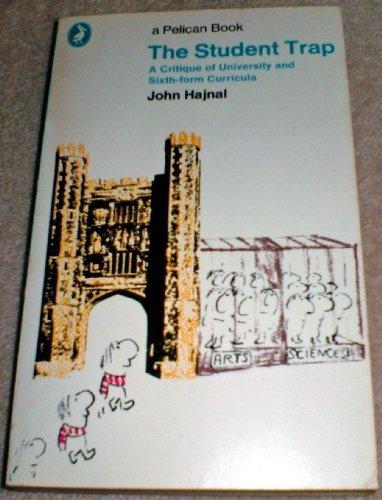 a Pelican Book
The Student Trap
A Critique of University and
Sixth-form Curricula
John Hajnal
ARTS
SCIENCES